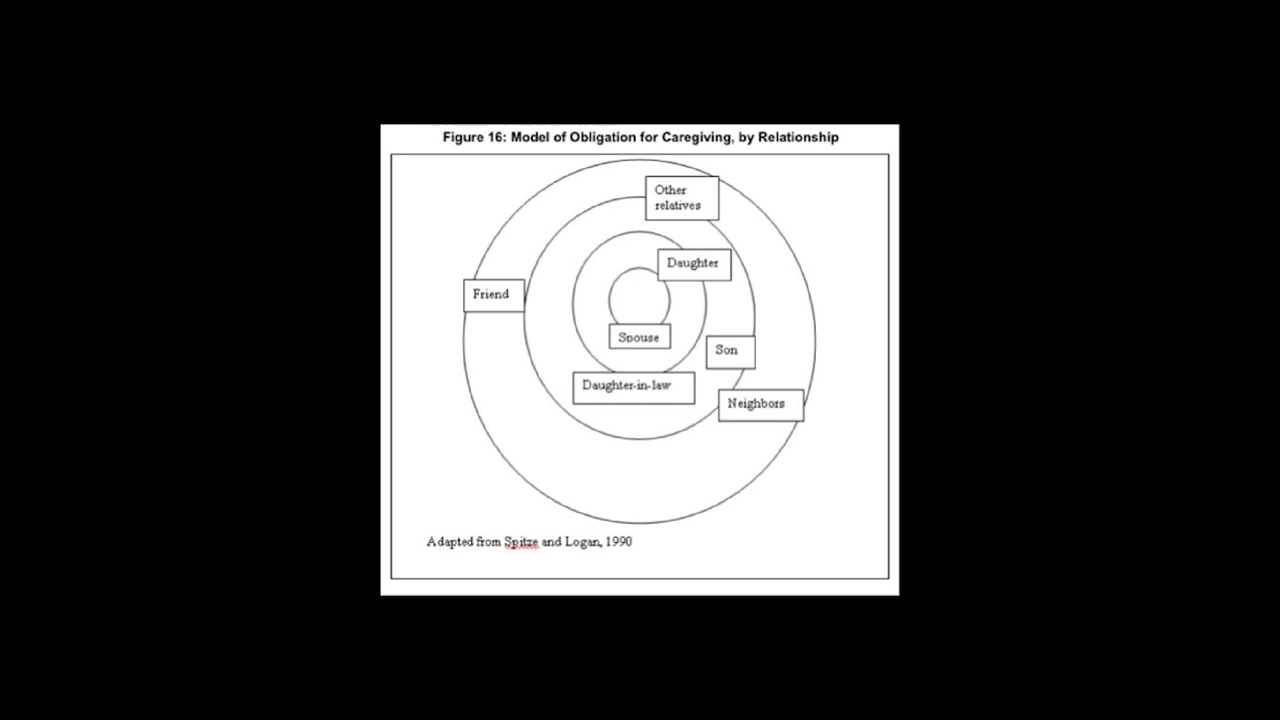 Figure 16: Model of Obligation for Caregiving, by Relationship
Other
relatives
Daughter
Friend
Spouse
Son
Daughter-in-law
Neighbors
Adapted from Spitze and Logan, 1990